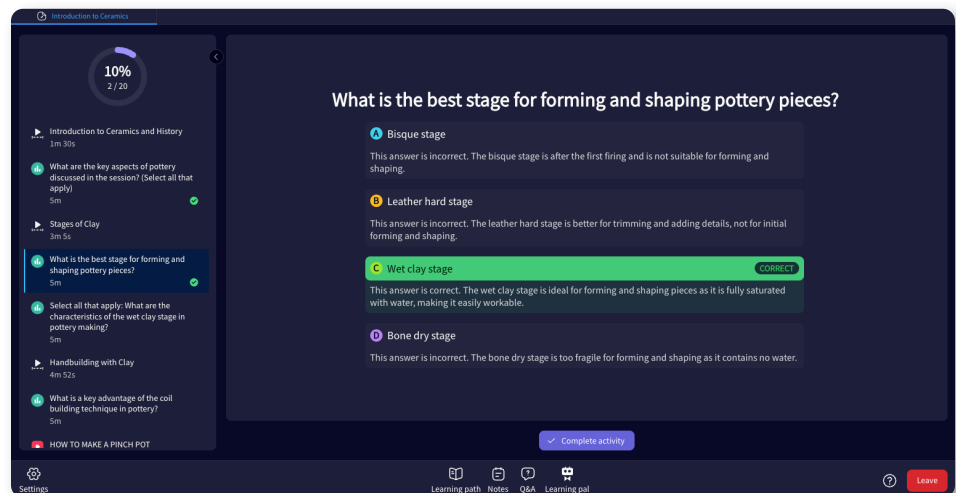 Introduction to Ceramics
10%
2 / 20
Introduction to Ceramics and History
1m 30s
What are the key aspects of pottery
discussed in the session? (Select all that
apply)
5m
Stages of Clay
3m 5s
What is the best stage for forming and
shaping pottery pieces?
5m
Select all that apply: What are the
characteristics of the wet clay stage in
pottery making?
5m
Handbuilding with Clay
4m 52s
What is a key advantage of the coil
building technique in pottery?
5m
HOW TO MAKE A PINCH POT
What is the best stage for forming and shaping pottery pieces?
A Bisque stage
This answer is incorrect. The bisque stage is after the first firing and is not suitable for forming and
shaping.
B Leather hard stage
This answer is incorrect. The leather hard stage is better for trimming and adding details, not for initial
forming and shaping.
C Wet clay stage CORRECT
This answer is correct. The wet clay stage is ideal for forming and shaping pieces as it is fully saturated
with water, making it easily workable.
D Bone dry stage
This answer is incorrect. The bone dry stage is too fragile for forming and shaping as it contains no water.
Complete activity
Settings
Learning path Notes Q&A Learning pal
? Leave